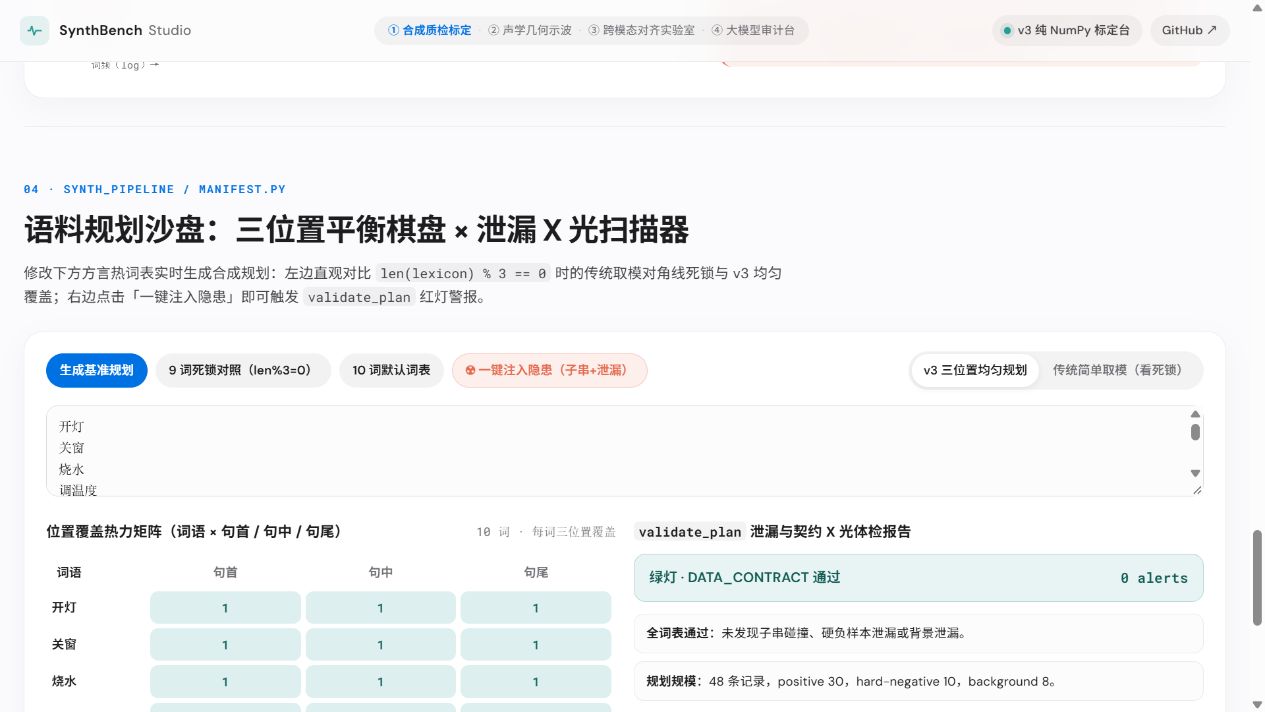 SynthBench Studio
① 合成质检标定 · ② 声学几何示波 · ③ 跨模态对齐实验室 · ④ 大模型审计台
v3 纯 NumPy 标定台
GitHub ↗
词频（log）→
04 · SYNTH_PIPELINE / MANIFEST.PY
语料规划沙盘：三位置平衡棋盘 × 泄漏 X 光扫描器
修改下方方言热词表实时生成合成规划：左边直观对比 len(lexicon) % 3 == 0 时的传统取模对角线死锁与 v3 均匀
覆盖；右边点击「一键注入隐患」即可触发 validate_plan 红灯警报。
生成基准规划
9 词死锁对照（len%3=0）
10 词默认词表
☢ 一键注入隐患（子串+泄漏）
v3 三位置均匀规划
传统简单取模（看死锁）
开灯
关窗
烧水
调温度
位置覆盖热力矩阵（词语 × 句首 / 句中 / 句尾）
10 词 · 每词三位置覆盖
词语 句首 句中 句尾
开灯 1 1 1
关窗 1 1 1
烧水 1 1 1
validate_plan 泄漏与契约 X 光体检报告
绿灯 · DATA_CONTRACT 通过
0 alerts
全词表通过：未发现子串碰撞、硬负样本泄漏或背景泄漏。
规划规模：48 条记录，positive 30，hard-negative 10，background 8。